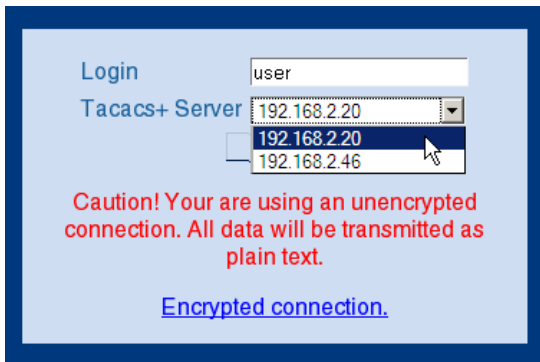 Login user
Tacacs+ Server 192.168.2.20
192.168.2.20
192.168.2.46
Caution! Your are using an unencrypted
connection. All data will be transmitted as
plain text.
Encrypted connection.